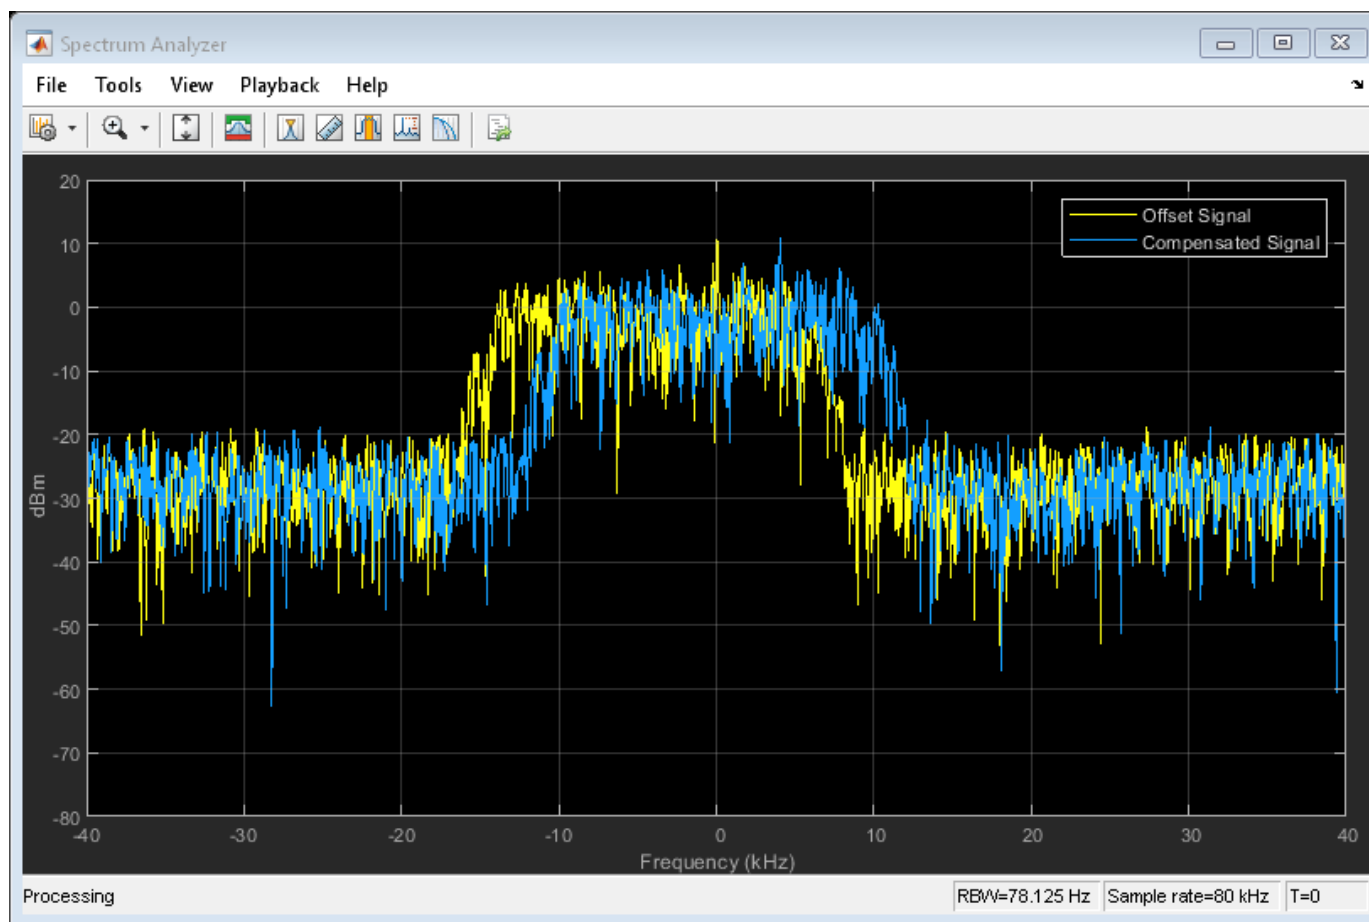 Spectrum Analyzer
File Tools View Playback Help
20
10
0
-10
-20
-30
-40
-50
-60
-70
-80
dBm
Offset Signal
Compensated Signal
-40 -30 -20 -10 0 10 20 30 40
Frequency (kHz)
Processing RBW=78.125 Hz Sample rate=80 kHz T=0